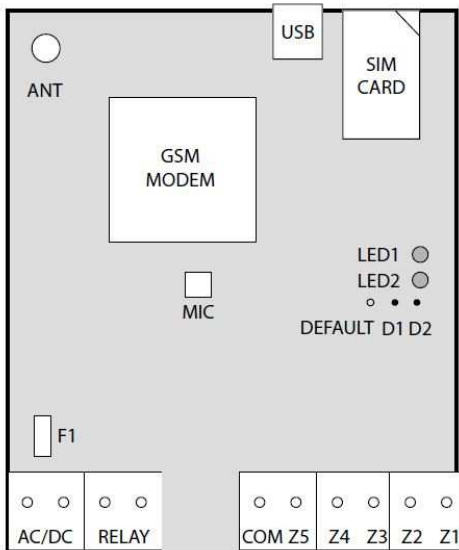 USB
SIM
CARD
ANT
GSM
MODEM
LED1
LED2
MIC
DEFAULT D1 D2
F1
AC/DC RELAY COM Z5 Z4 Z3 Z2 Z1